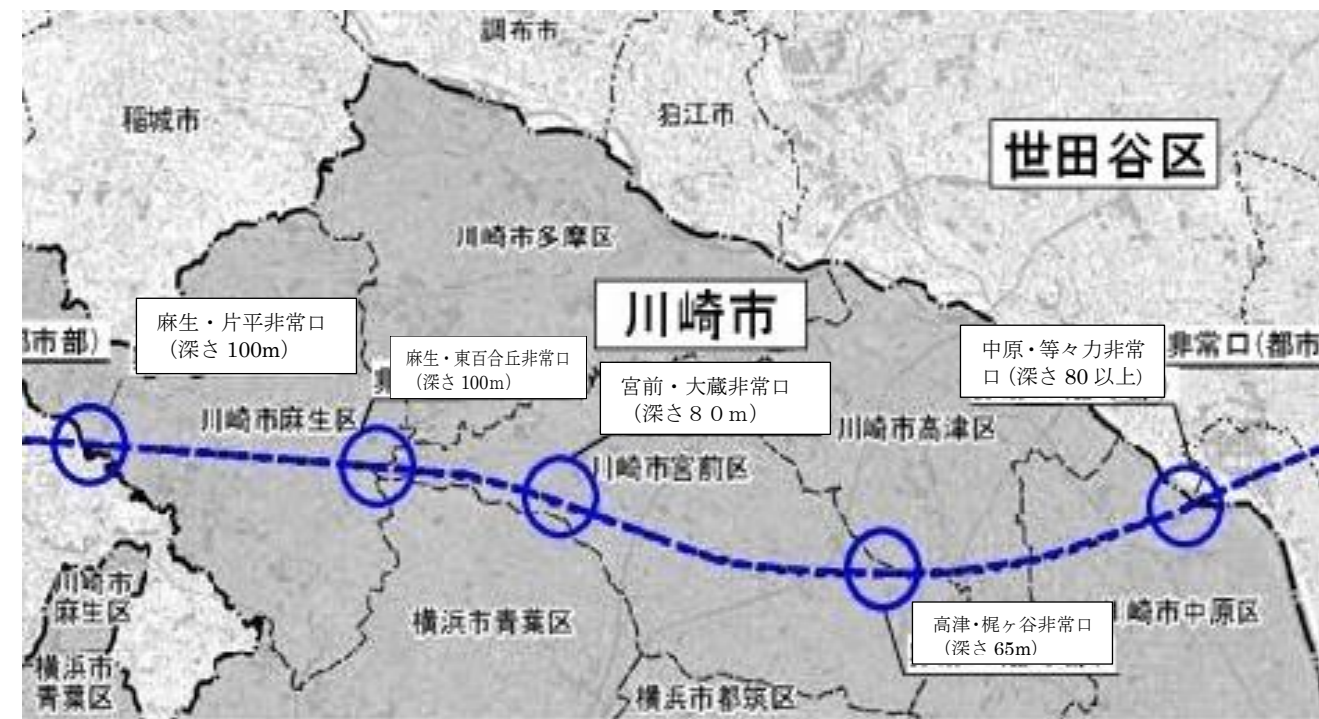 調布市
稲城市
狛江市
世田谷区
川崎市多摩区
川崎市
麻生・片平非常口
（深さ 100m）
市部）
麻生・東百合丘非常口
（深さ 100m）
宮前・大蔵非常口
（深さ８０ｍ）
中原・等々力非常
口（深さ 80 以上）
非常口(都市
川崎市麻生区
川崎市高津区
川崎市宮前区
川崎市
麻生区
横浜市青葉区
高津・梶ヶ谷非常口
（深さ 65m）
川崎市中原区
横浜市
青葉区
横浜市都筑区